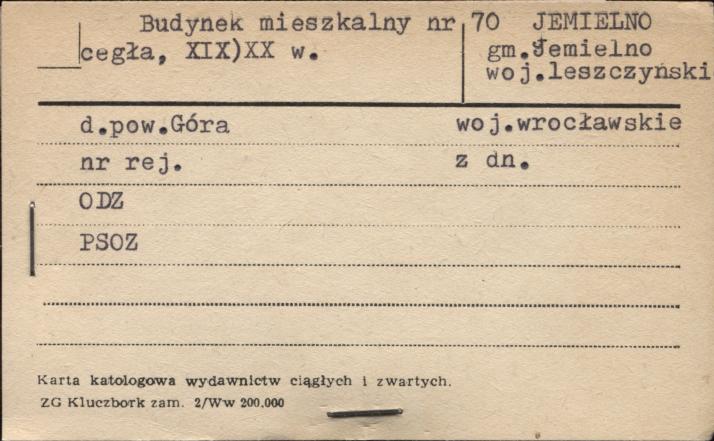 Budynek mieszkalny nr 70 JEMIELNO
cegła, XIX)XX w. gm.Jemielno
woj.leszczyński
d.pow.Góra woj.wrocławskie
nr rej. z dn.
ODZ
PSOZ
Karta katologowa wydawnictw ciągłych i zwartych.
ZG Kluczbork zam. 2/Ww 200.000